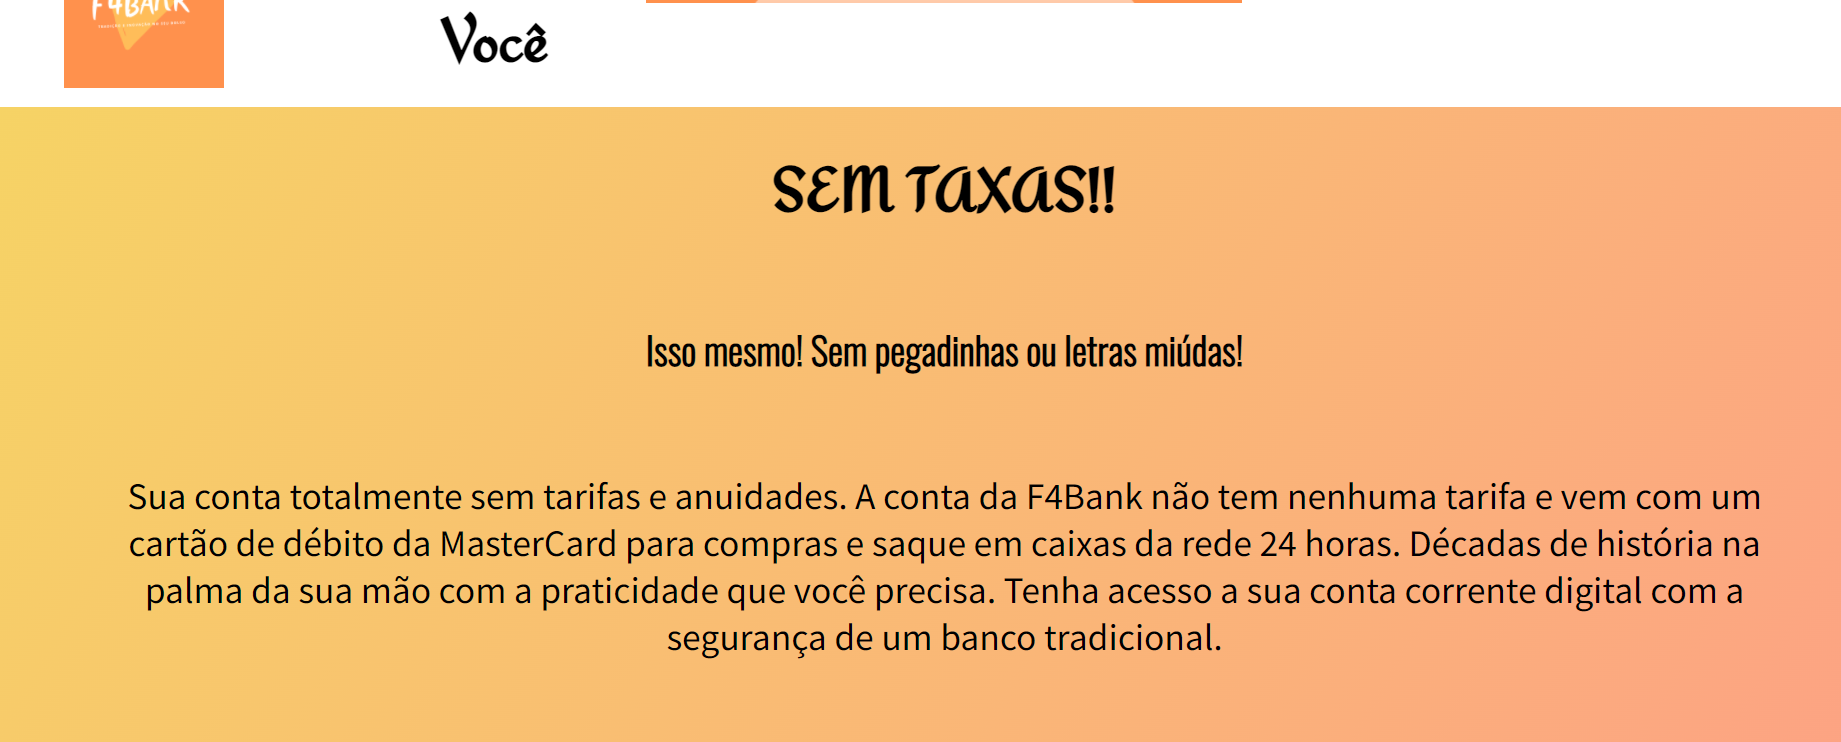 F4BANK
Você
SEM TAXAS!!
Isso mesmo! Sem pegadinhas ou letras miúdas!
Sua conta totalmente sem tarifas e anuidades. A conta da F4Bank não tem nenhuma tarifa e vem com um
cartão de débito da MasterCard para compras e saque em caixas da rede 24 horas. Décadas de história na
palma da sua mão com a praticidade que você precisa. Tenha acesso a sua conta corrente digital com a
segurança de um banco tradicional.